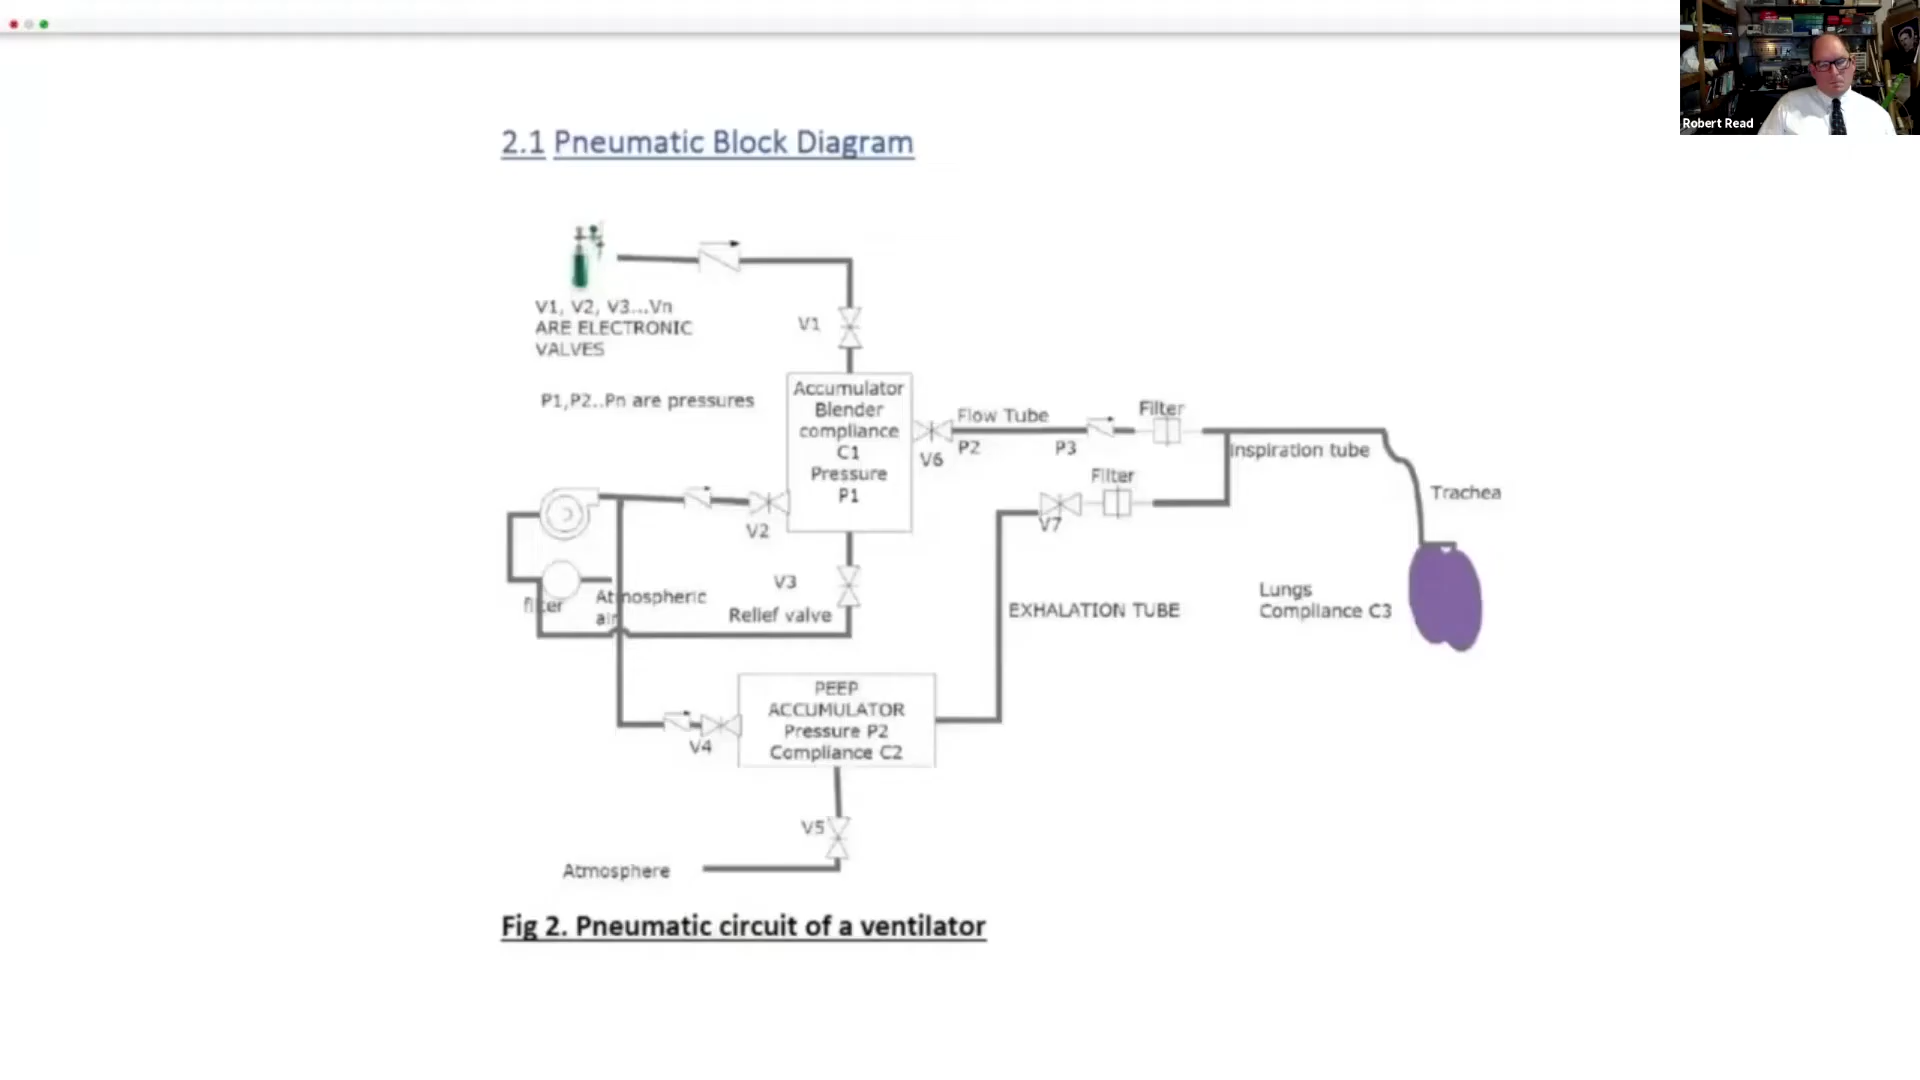 Robert Read
2.1 Pneumatic Block Diagram
V1, V2, V3...Vn
ARE ELECTRONIC
VALVES
V1
P1,P2..Pn are pressures
Accumulator
Blender
compliance
C1
Pressure
P1
Flow Tube
Filter
V6
P2
P3
Inspiration tube
Filter
Trachea
V7
V2
V3
Relief valve
filter
Atmospheric
air
EXHALATION TUBE
Lungs
Compliance C3
PEEP
ACCUMULATOR
Pressure P2
Compliance C2
V4
V5
Atmosphere
Fig 2. Pneumatic circuit of a ventilator